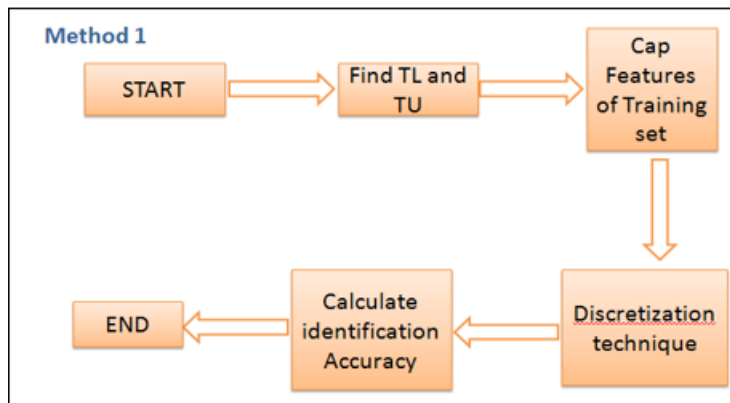 Method 1
START
Find TL and
TU
Cap
Features
of Training
set
Discretization
technique
Calculate
identification
Accuracy
END